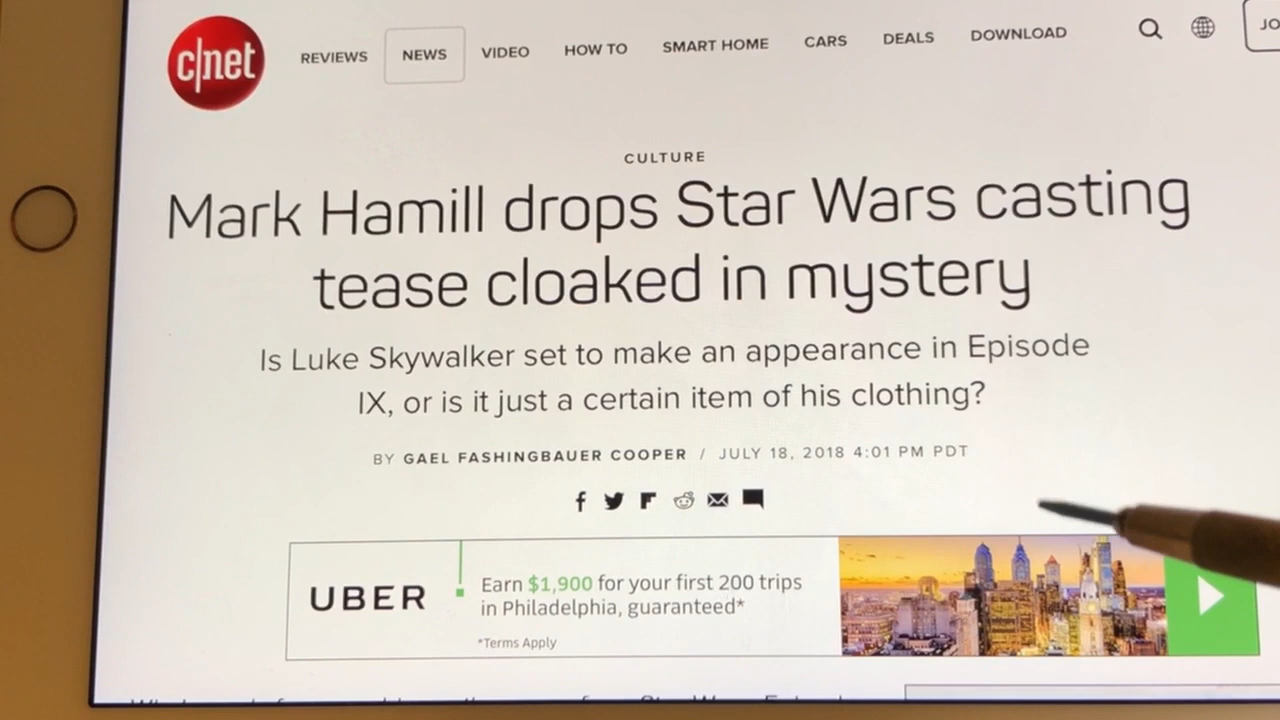 c|net
REVIEWS NEWS VIDEO HOW TO SMART HOME CARS DEALS DOWNLOAD JO
CULTURE
Mark Hamill drops Star Wars casting
tease cloaked in mystery
Is Luke Skywalker set to make an appearance in Episode
IX, or is it just a certain item of his clothing?
BY GAEL FASHINGBAUER COOPER / JULY 18, 2018 4:01 PM PDT
UBER
Earn $1,900 for your first 200 trips
in Philadelphia, guaranteed*
*Terms Apply